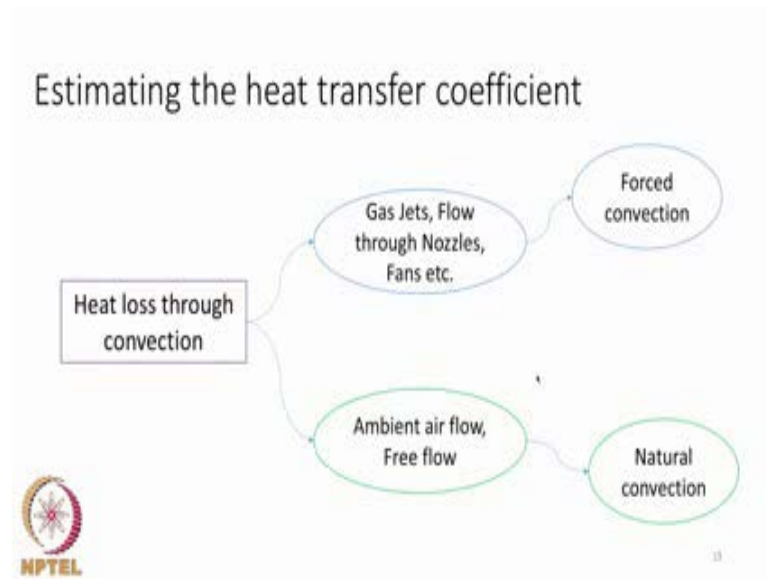 Estimating the heat transfer coefficient
Heat loss through
convection
Gas Jets, Flow
through Nozzles,
Fans etc.
Forced
convection
Ambient air flow,
Free flow
Natural
convection
NPTEL